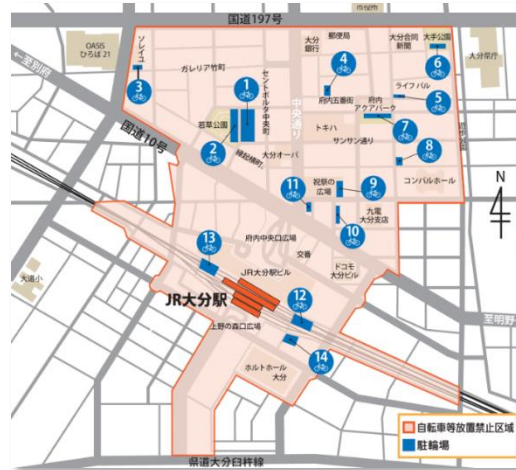 市役所
国道197号
OASIS
ひろば 21
ソレイユ
3
ガレリア竹町
大分
銀行
郵便局
大分合同
新聞
大手公園
6
大分県庁
←至別府
1
セントポルタ中央町
中央通り
4
府内五番街
ライフパル
5
若草公園
府内
アクアパーク
7
国道10号
2
トキハ
サンサン通り
大分オーパ
8
コンパルホール
11
祝祭の
広場
9
N
4
府内中央口広場
九電
大分支店
10
13
交番
大道小
JR大分駅ビル
ドコモ
大分ビル
JR大分駅
12
至明野
上野の森口広場
14
ホルトホール
大分
自転車等放置禁止区域
駐輪場
県道大分臼杵線